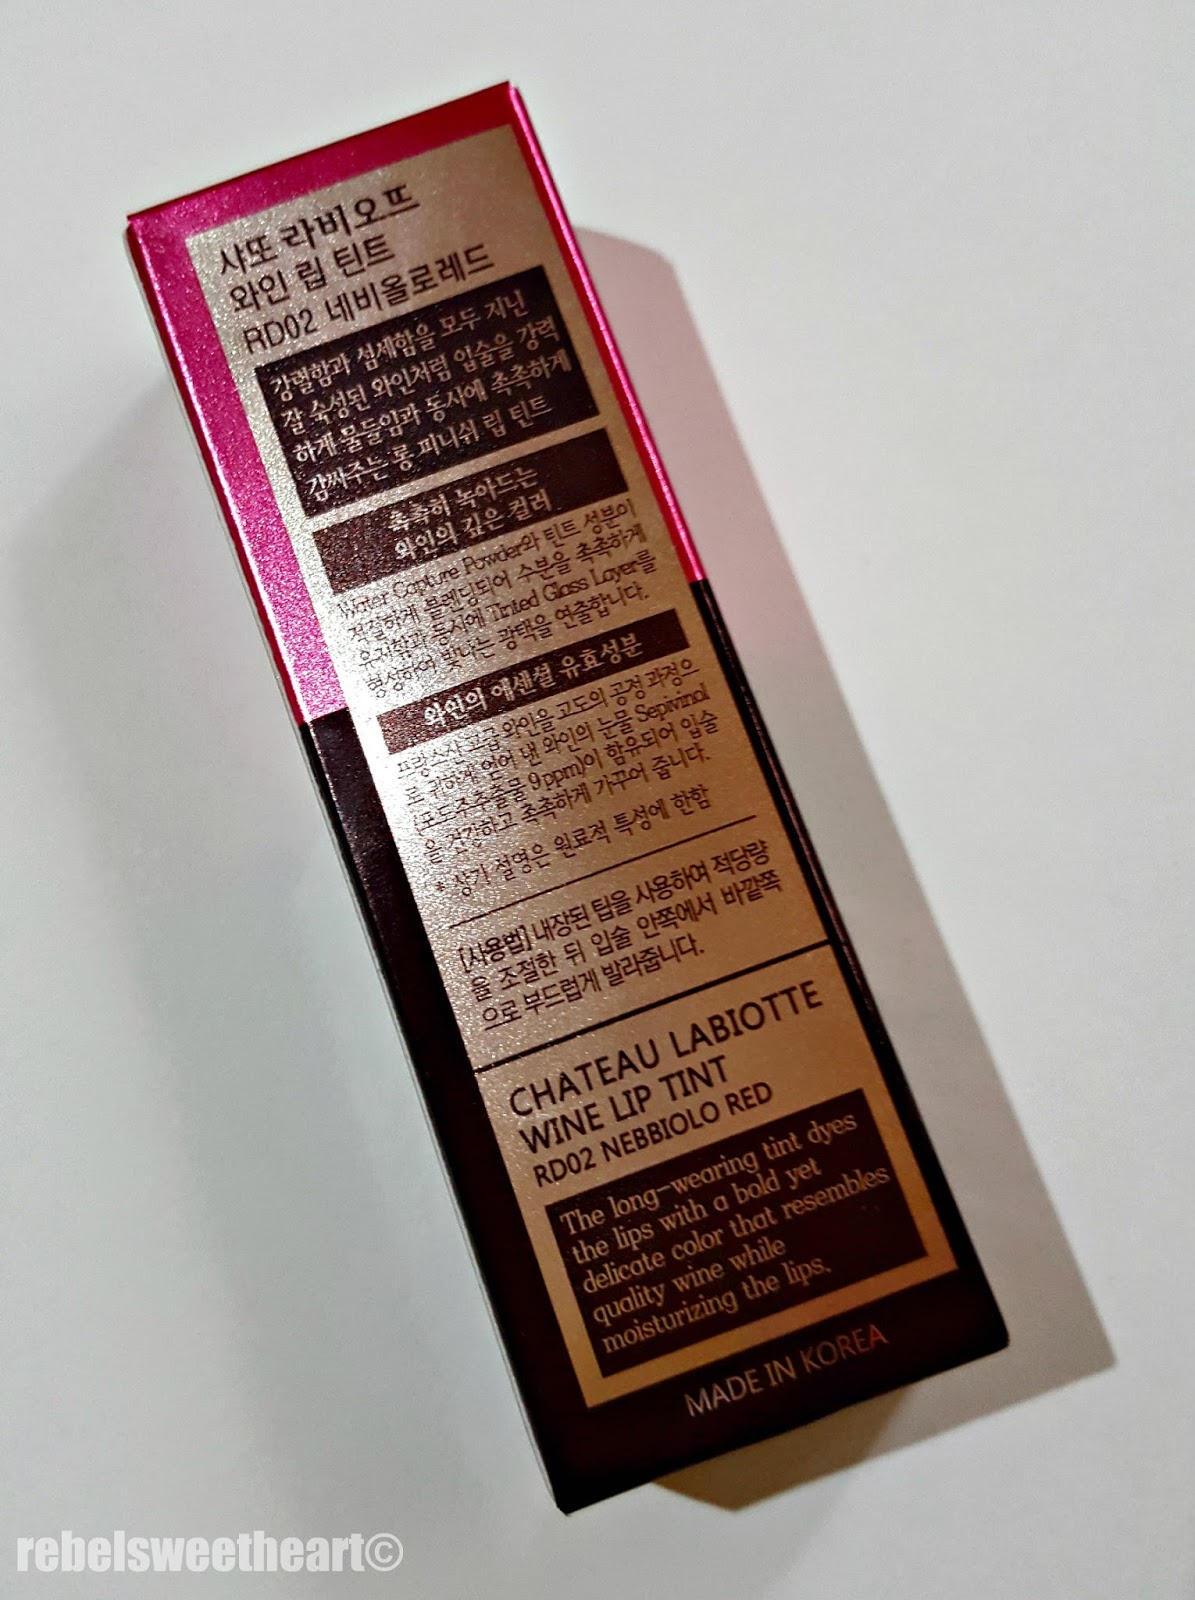 샤또 라비오뜨
와인 립 틴트
RD02 네비올로레드
강렬함과 섬세함을 모두 지닌
잘 숙성된 와인처럼 입술을 강력
하게 물들임과 동시에 촉촉하게
감싸주는 롱 피니쉬 립 틴트
촉촉히 녹아드는
와인의 깊은 컬러
Water Capture Powder와 틴트 성분이
적절하게 블렌딩되어 수분을 촉촉하게
유지함과 동시에 Tinted Glass Layer를
형성하여 빛나는 광택을 연출합니다.
와인의 에센셜 유효성분
프랑스산 고급 와인을 고도의 공정 과정으
로 귀하게 얻어 낸 와인의 눈물 Sepivinol
(포도주추출물 9ppm)이 함유되어 입술
을 건강하고 촉촉하게 가꾸어 줍니다.
* 상기 설명은 원료적 특성에 한함
[사용법] 내장된 팁을 사용하여 적당량
을 조절한 뒤 입술 안쪽에서 바깥쪽
으로 부드럽게 발라줍니다.
CHATEAU LABIOTTE
WINE LIP TINT
RD02 NEBBIOLO RED
The long-wearing tint dyes
the lips with a bold yet
delicate color that resembles
quality wine while
moisturizing the lips.
MADE IN KOREA
rebelsweetheart©